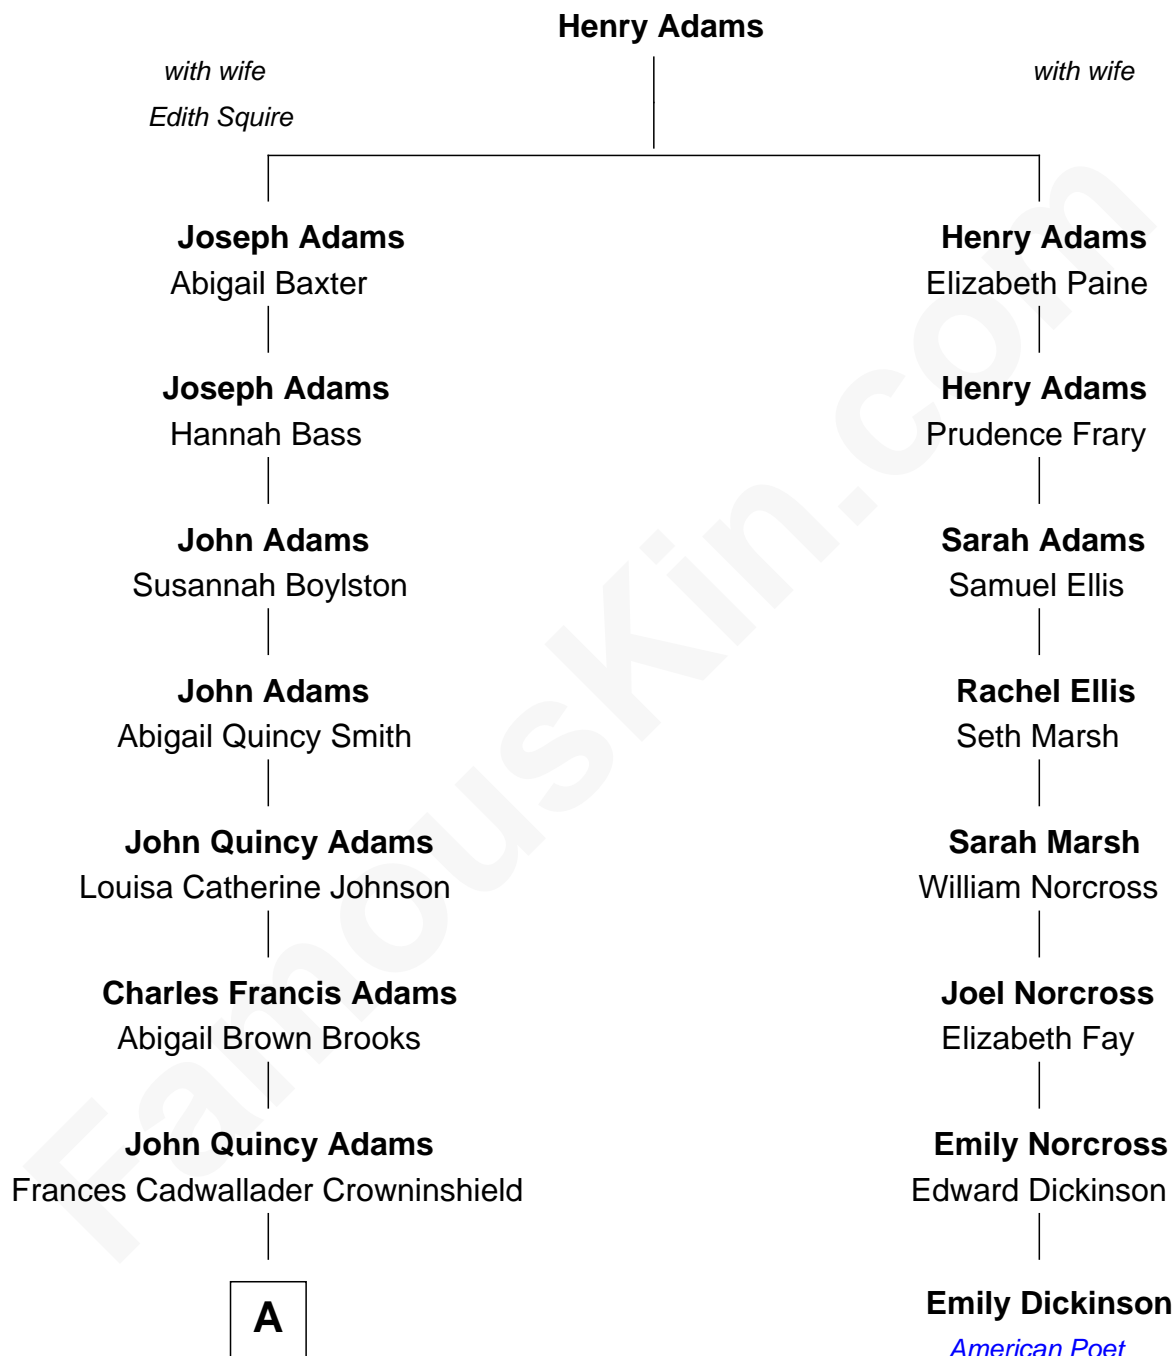 Henry Adams
with wife
with wife
Edith Squire
Joseph Adams
Henry Adams
Abigail Baxter
Elizabeth Paine
Joseph Adams
Henry Adams
Hannah Bass
Prudence Frary
John Adams
Sarah Adams
Susannah Boylston
Samuel Ellis
John Adams
Rachel Ellis
Abigail Quincy Smith
Seth Marsh
John Quincy Adams
Sarah Marsh
Louisa Catherine Johnson
William Norcross
Charles Francis Adams
Joel Norcross
Abigail Brown Brooks
Elizabeth Fay
John Quincy Adams
Emily Norcross
Frances Cadwallader Crowninshield
Edward Dickinson
A
Emily Dickinson
American Poet
FamousKin.com